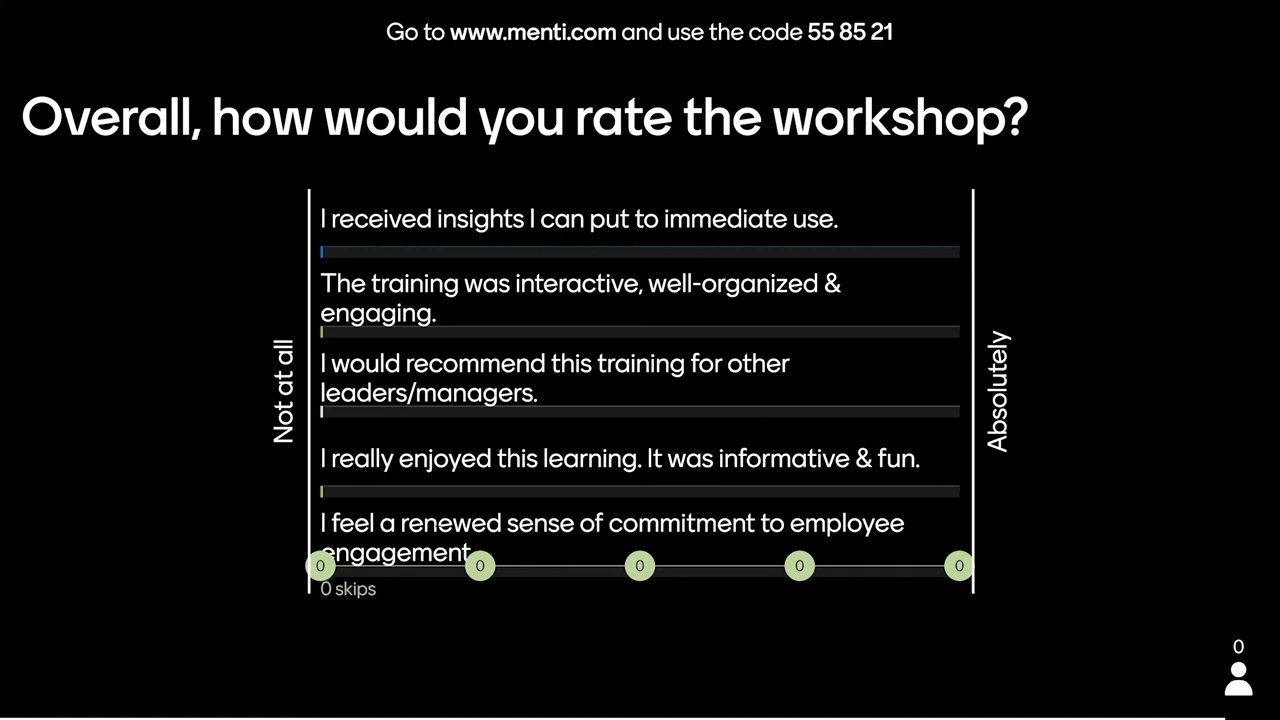 Go to www.menti.com and use the code 55 85 21
Overall, how would you rate the workshop?
I received insights I can put to immediate use.
The training was interactive, well-organized &
engaging.
I would recommend this training for other
leaders/managers.
I really enjoyed this learning. It was informative & fun.
I feel a renewed sense of commitment to employee
engagement
0 0 0 0 0
0 skips
Not at all
Absolutely
0